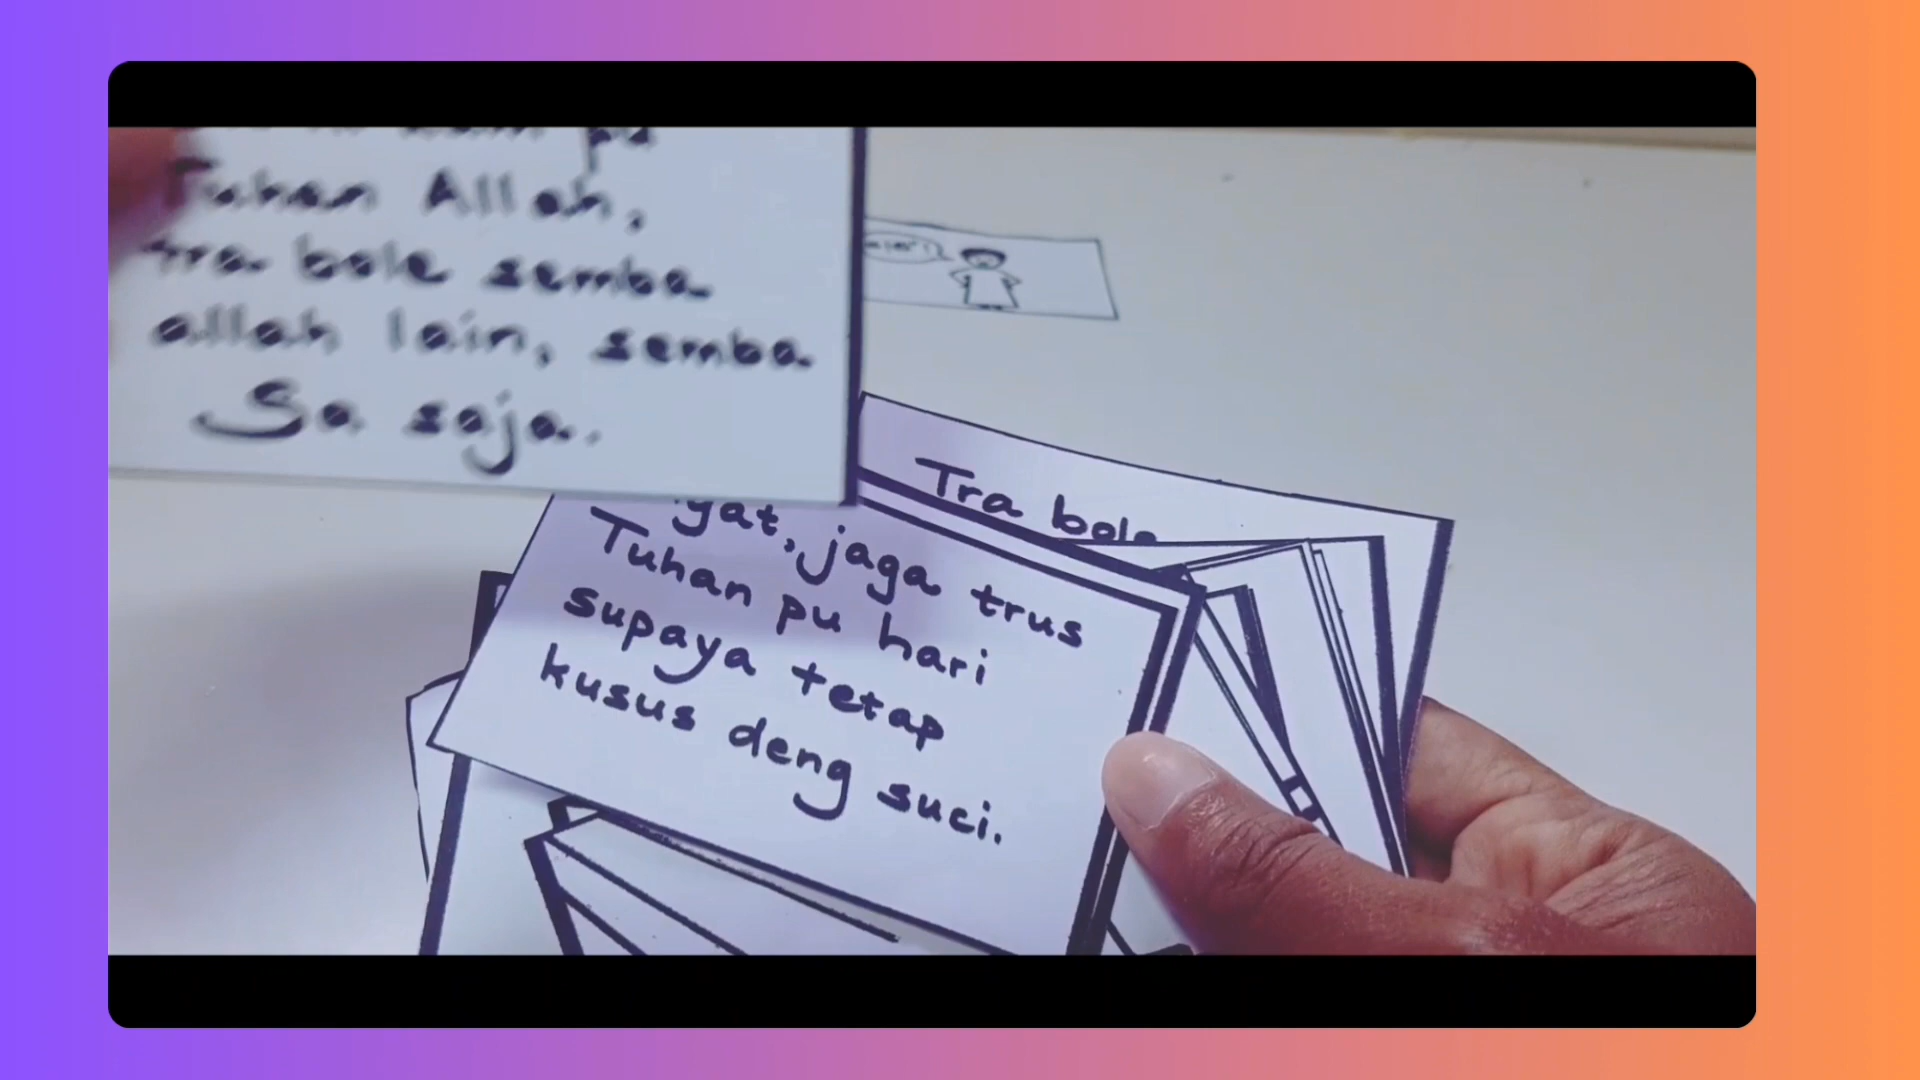 pu
Tuhan Allah,
tra bole semba
allah lain, semba
Sa saja.
Tra bole
jaga trus
Tuhan pu hari
supaya tetap
kusus deng suci.